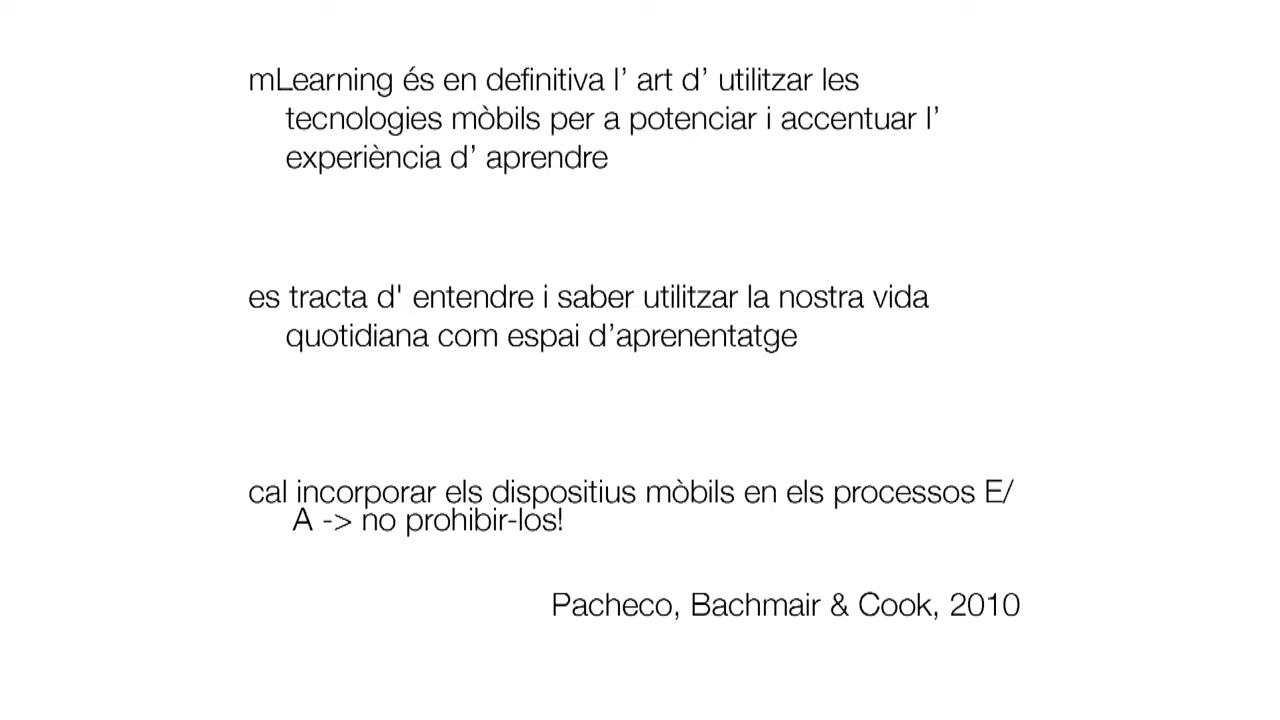 mLearning és en definitiva l’ art d’ utilitzar les
tecnologies mòbils per a potenciar i accentuar l’
experiència d’ aprendre
es tracta d' entendre i saber utilitzar la nostra vida
quotidiana com espai d’aprenentatge
cal incorporar els dispositius mòbils en els processos E/
A -> no prohibir-los!
Pacheco, Bachmair & Cook, 2010